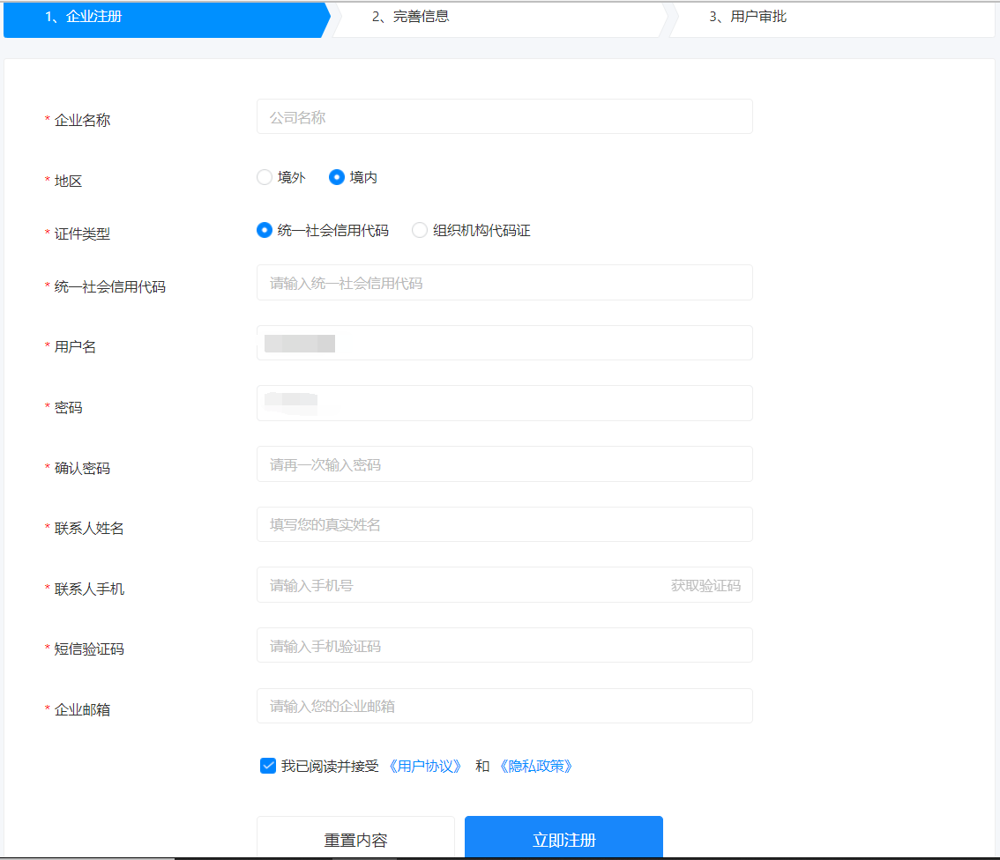 1、企业注册 2、完善信息 3、用户审批
* 企业名称 公司名称
* 地区 境外 境内
* 证件类型 统一社会信用代码 组织机构代码证
* 统一社会信用代码 请输入统一社会信用代码
* 用户名
* 密码
* 确认密码 请再一次输入密码
* 联系人姓名 填写您的真实姓名
* 联系人手机 请输入手机号 获取验证码
* 短信验证码 请输入手机验证码
* 企业邮箱 请输入您的企业邮箱
我已阅读并接受 《用户协议》 和 《隐私政策》
重置内容 立即注册